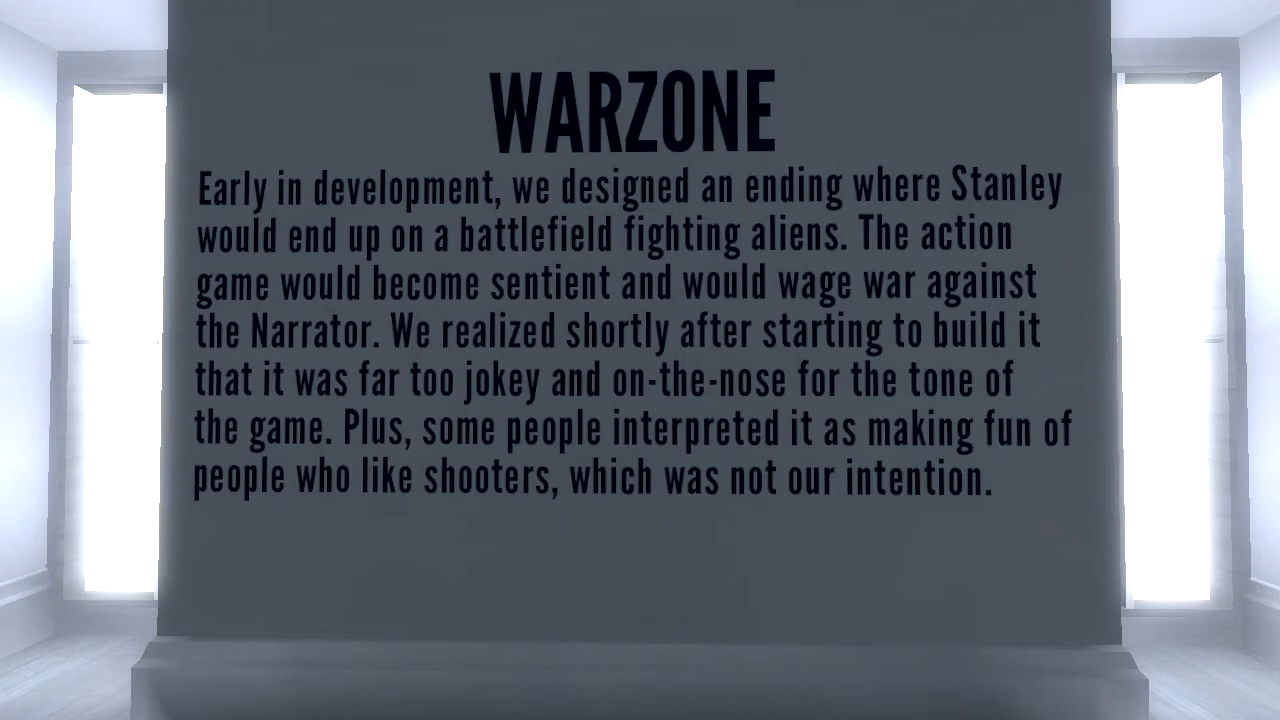 WARZONE
Early in development, we designed an ending where Stanley
would end up on a battlefield fighting aliens. The action
game would become sentient and would wage war against
the Narrator. We realized shortly after starting to build it
that it was far too jokey and on-the-nose for the tone of
the game. Plus, some people interpreted it as making fun of
people who like shooters, which was not our intention.